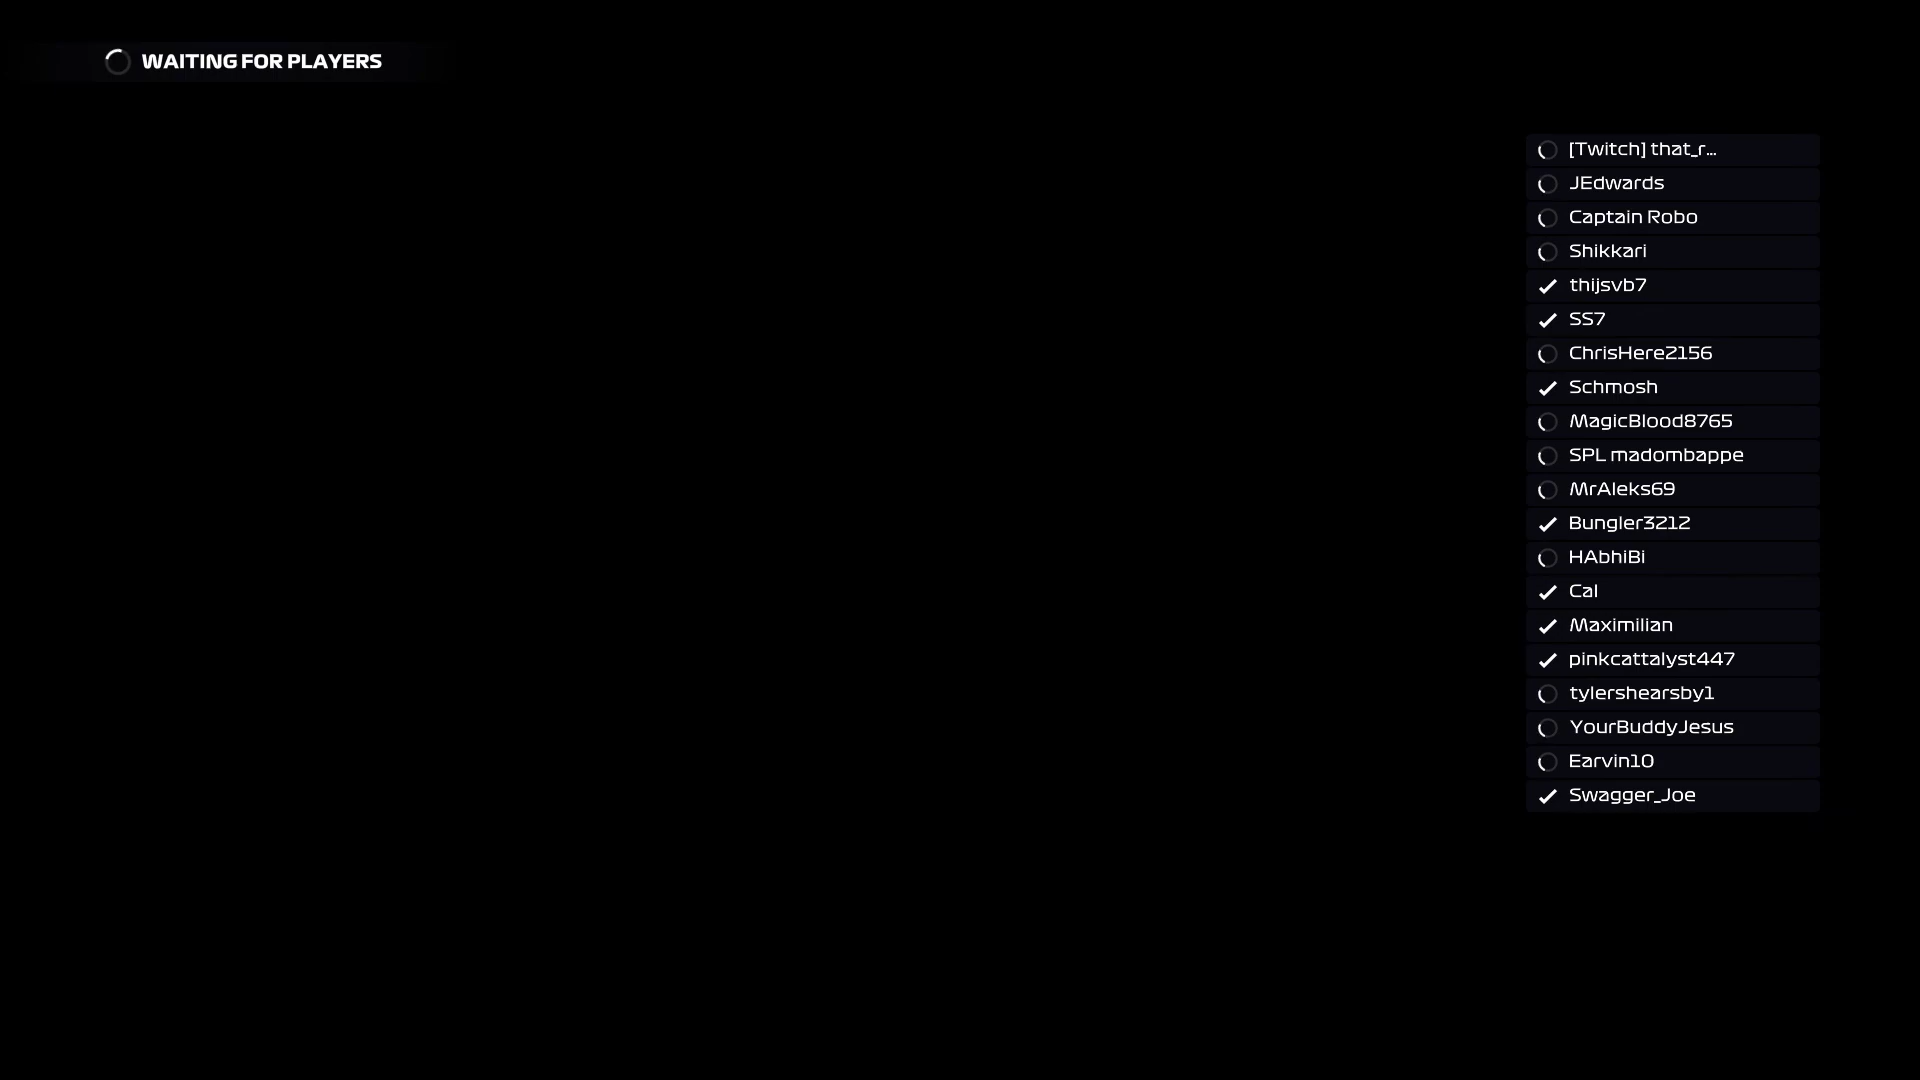 WAITING FOR PLAYERS
[Twitch] that_r...
JEdwards
Captain Robo
Shikkari
thijsvb7
SS7
ChrisHere2156
Schmosh
MagicBlood8765
SPL madombappe
MrAleks69
Bungler3212
HAbhiBi
Cal
Maximilian
pinkcattalyst447
tylershearsby1
YourBuddyJesus
Earvin10
Swagger_Joe